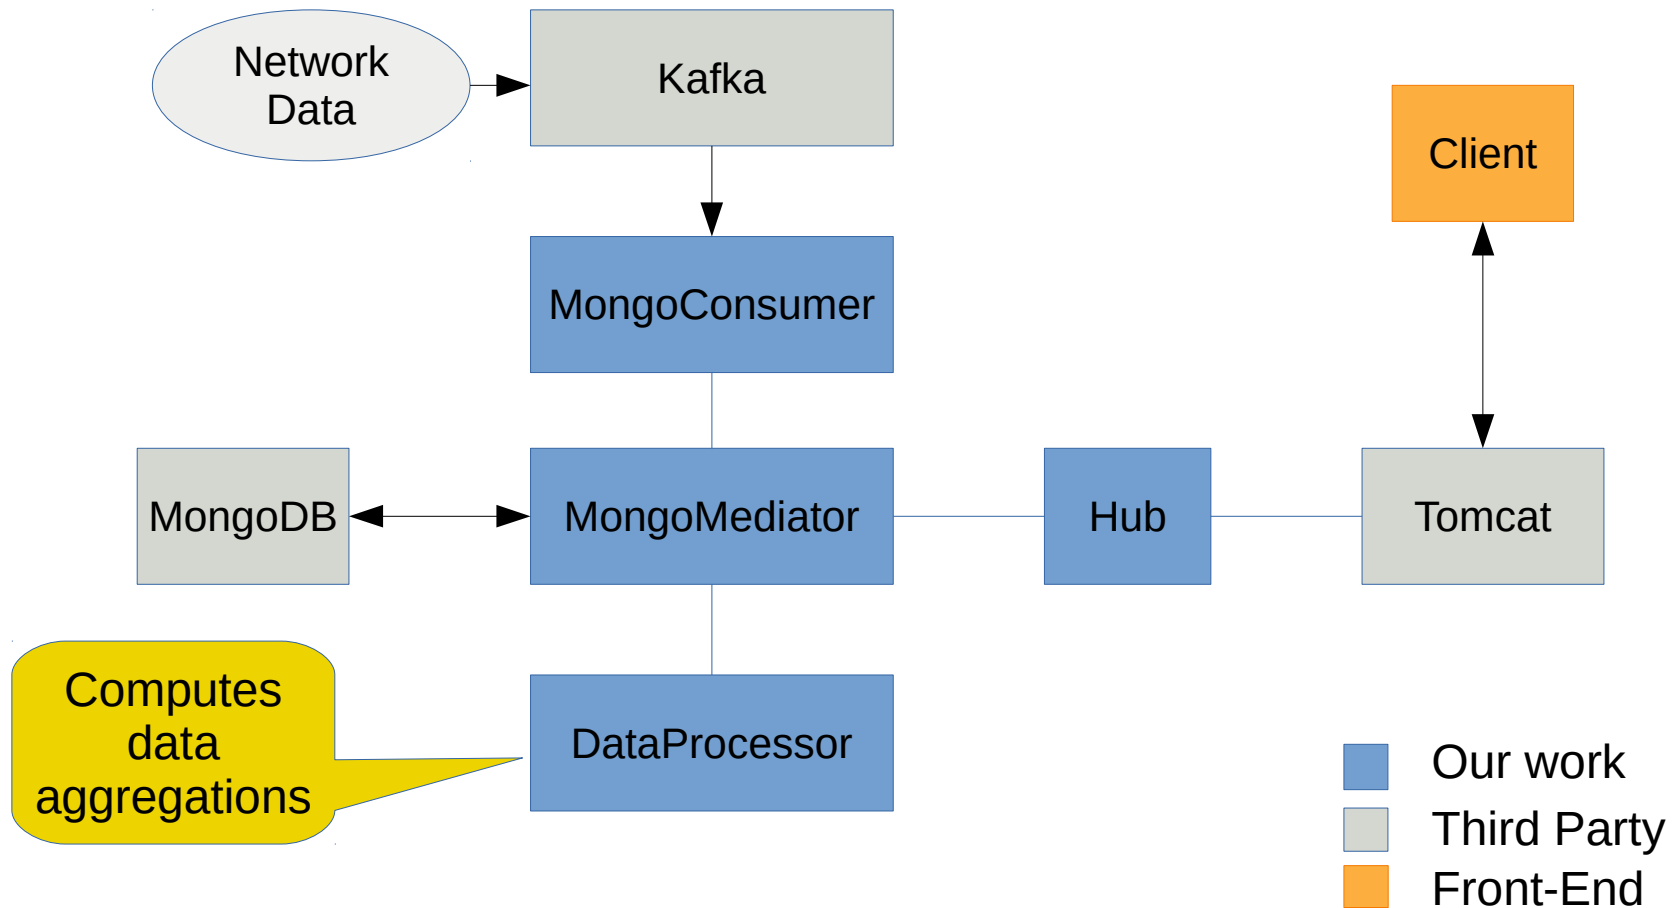 Network
Data
Kafka
Client
MongoConsumer
MongoDB
MongoMediator
Hub
Tomcat
Computes
data
aggregations
DataProcessor
Our work
Third Party
Front-End